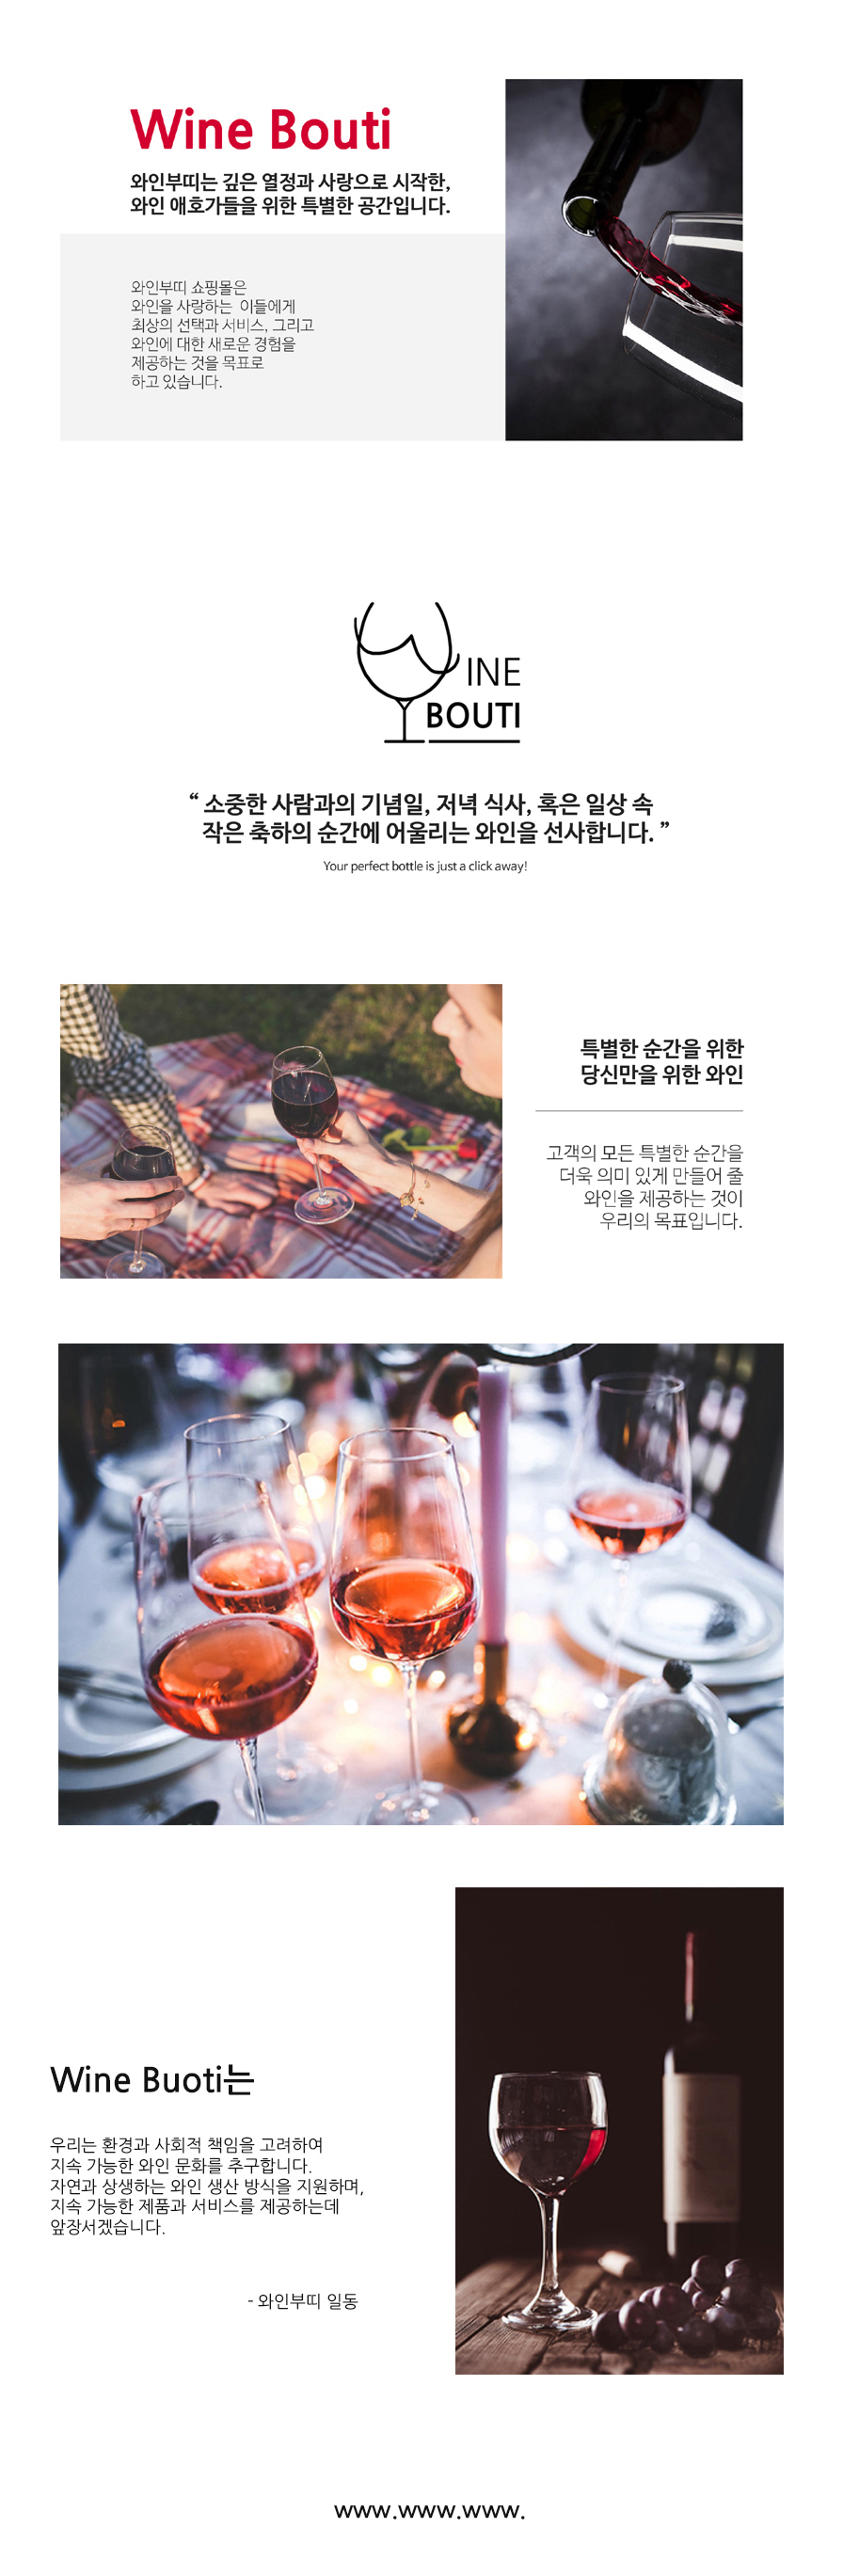 Wine Bouti
와인부띠는 깊은 열정과 사랑으로 시작한,
와인 애호가들을 위한 특별한 공간입니다.
와인부띠 쇼핑몰은
와인을 사랑하는 이들에게
최상의 선택과 서비스, 그리고
와인에 대한 새로운 경험을
제공하는 것을 목표로
하고 있습니다.
INE
BOUTI
“ 소중한 사람과의 기념일, 저녁 식사, 혹은 일상 속
작은 축하의 순간에 어울리는 와인을 선사합니다. ”
Your perfect bottle is just a click away!
특별한 순간을 위한
당신만을 위한 와인
고객의 모든 특별한 순간을
더욱 의미 있게 만들어 줄
와인을 제공하는 것이
우리의 목표입니다.
Wine Buoti는
우리는 환경과 사회적 책임을 고려하여
지속 가능한 와인 문화를 추구합니다.
자연과 상생하는 와인 생산 방식을 지원하며,
지속 가능한 제품과 서비스를 제공하는데
앞장서겠습니다.
- 와인부띠 일동
www.www.www.